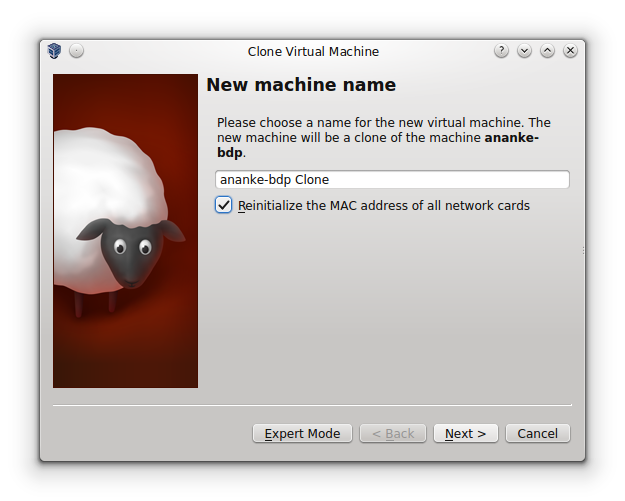 Clone Virtual Machine
New machine name
Please choose a name for the new virtual machine. The
new machine will be a clone of the machine ananke-
bdp.
ananke-bdp Clone
Reinitialize the MAC address of all network cards
Expert Mode
< Back
Next >
Cancel